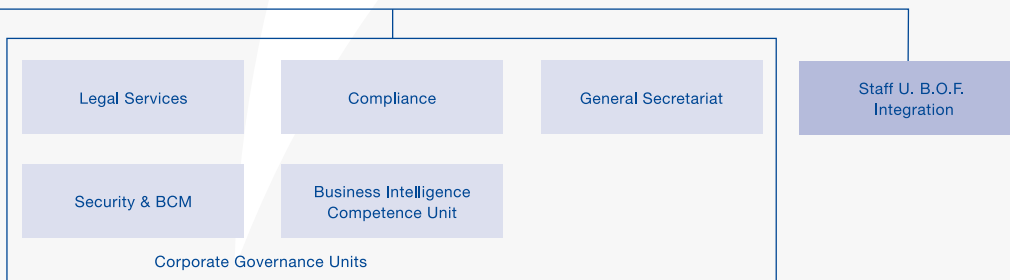 Legal Services
Compliance
General Secretariat
Staff U. B.O.F.
Integration
Security & BCM
Business Intelligence
Competence Unit
Corporate Governance Units